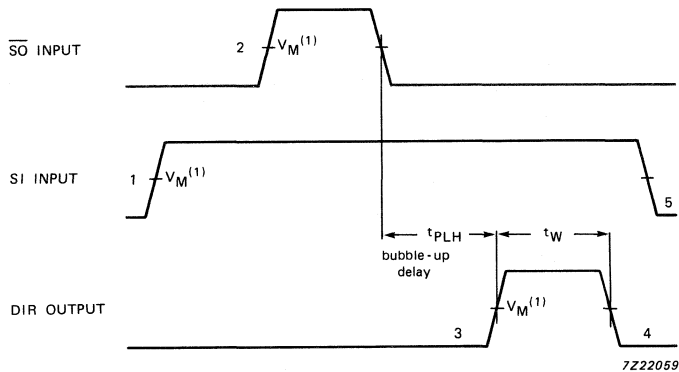 S̅O̅ INPUT
2
VM(1)
SI INPUT
1
VM(1)
5
tPLH
tW
bubble-up
delay
DIR OUTPUT
3
VM(1)
4
7Z22059